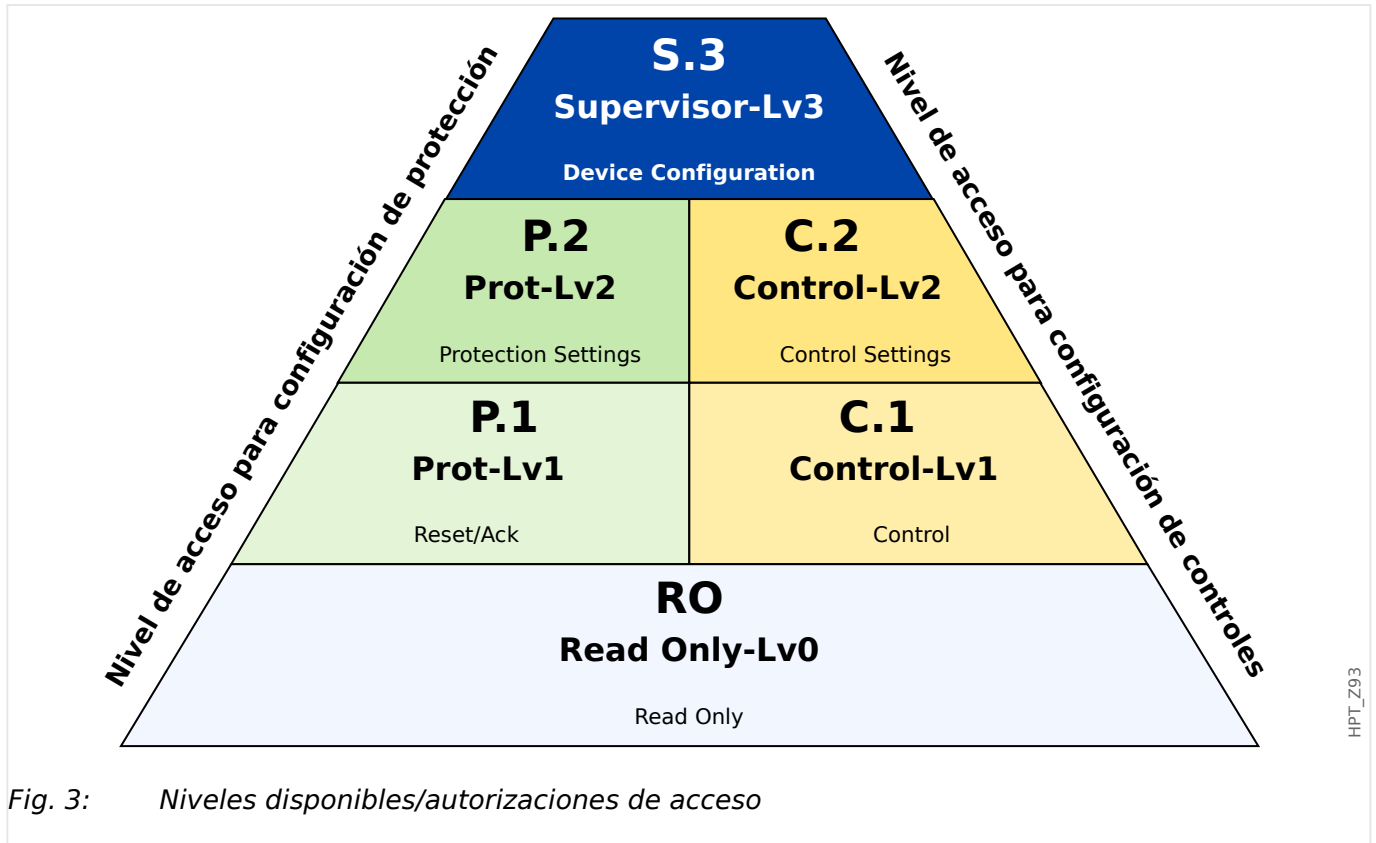 S.3
Supervisor-Lv3
Device Configuration
Nivel de acceso para configuración de protección
Nivel de acceso para configuración de controles
P.2
Prot-Lv2
Protection Settings
C.2
Control-Lv2
Control Settings
P.1
Prot-Lv1
Reset/Ack
C.1
Control-Lv1
Control
RO
Read Only-Lv0
Read Only
HPT_Z93
Fig. 3: Niveles disponibles/autorizaciones de acceso